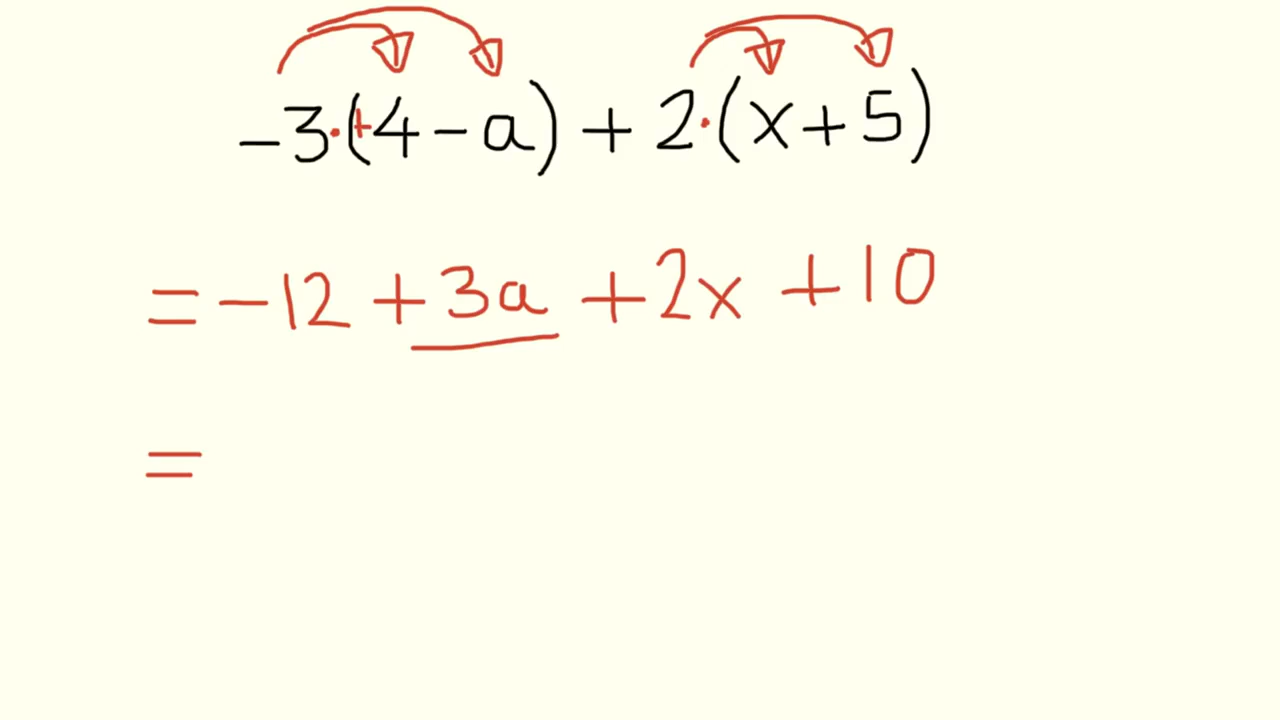 -3·(+4-a)+2·(x+5)
=-12+3a+2x+10
=